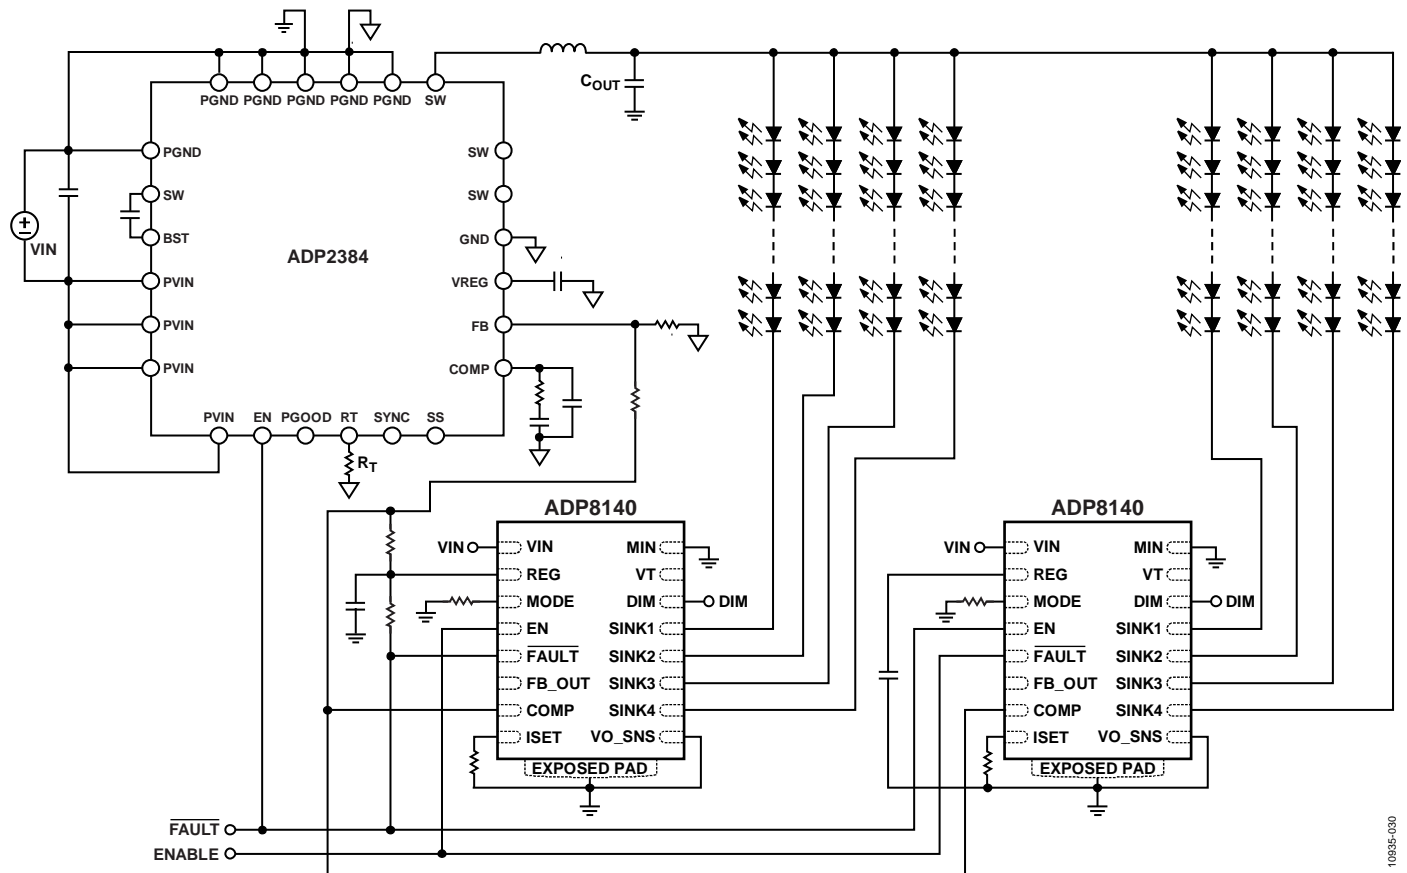 PGND PGND PGND PGND PGND SW
COUT
PGND
SW
SW
SW
BST
GND
VIN
ADP2384
PVIN
VREG
PVIN
FB
PVIN
COMP
PVIN EN PGOOD RT SYNC SS
RT
ADP8140
VIN
VIN
REG
MODE
EN
FAULT
FB_OUT
COMP
ISET
MIN
VT
DIM
DIM
SINK1
SINK2
SINK3
SINK4
VO_SNS
EXPOSED PAD
ADP8140
VIN
VIN
REG
MODE
EN
FAULT
FB_OUT
COMP
ISET
MIN
VT
DIM
DIM
SINK1
SINK2
SINK3
SINK4
VO_SNS
EXPOSED PAD
FAULT
ENABLE
10935-030